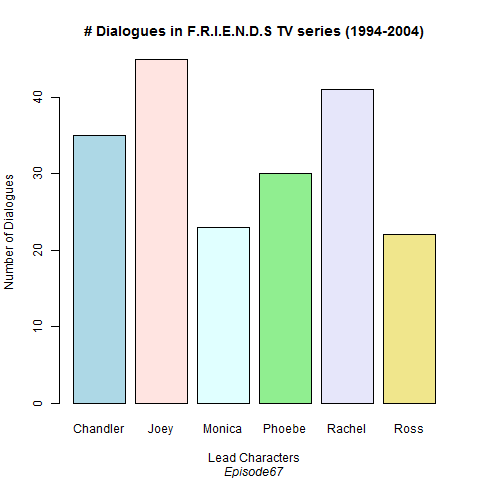 # Dialogues in F.R.I.E.N.D.S TV series (1994-2004)
Number of Dialogues
40
30
20
10
0
Chandler Joey Monica Phoebe Rachel Ross
Lead Characters
Episode67